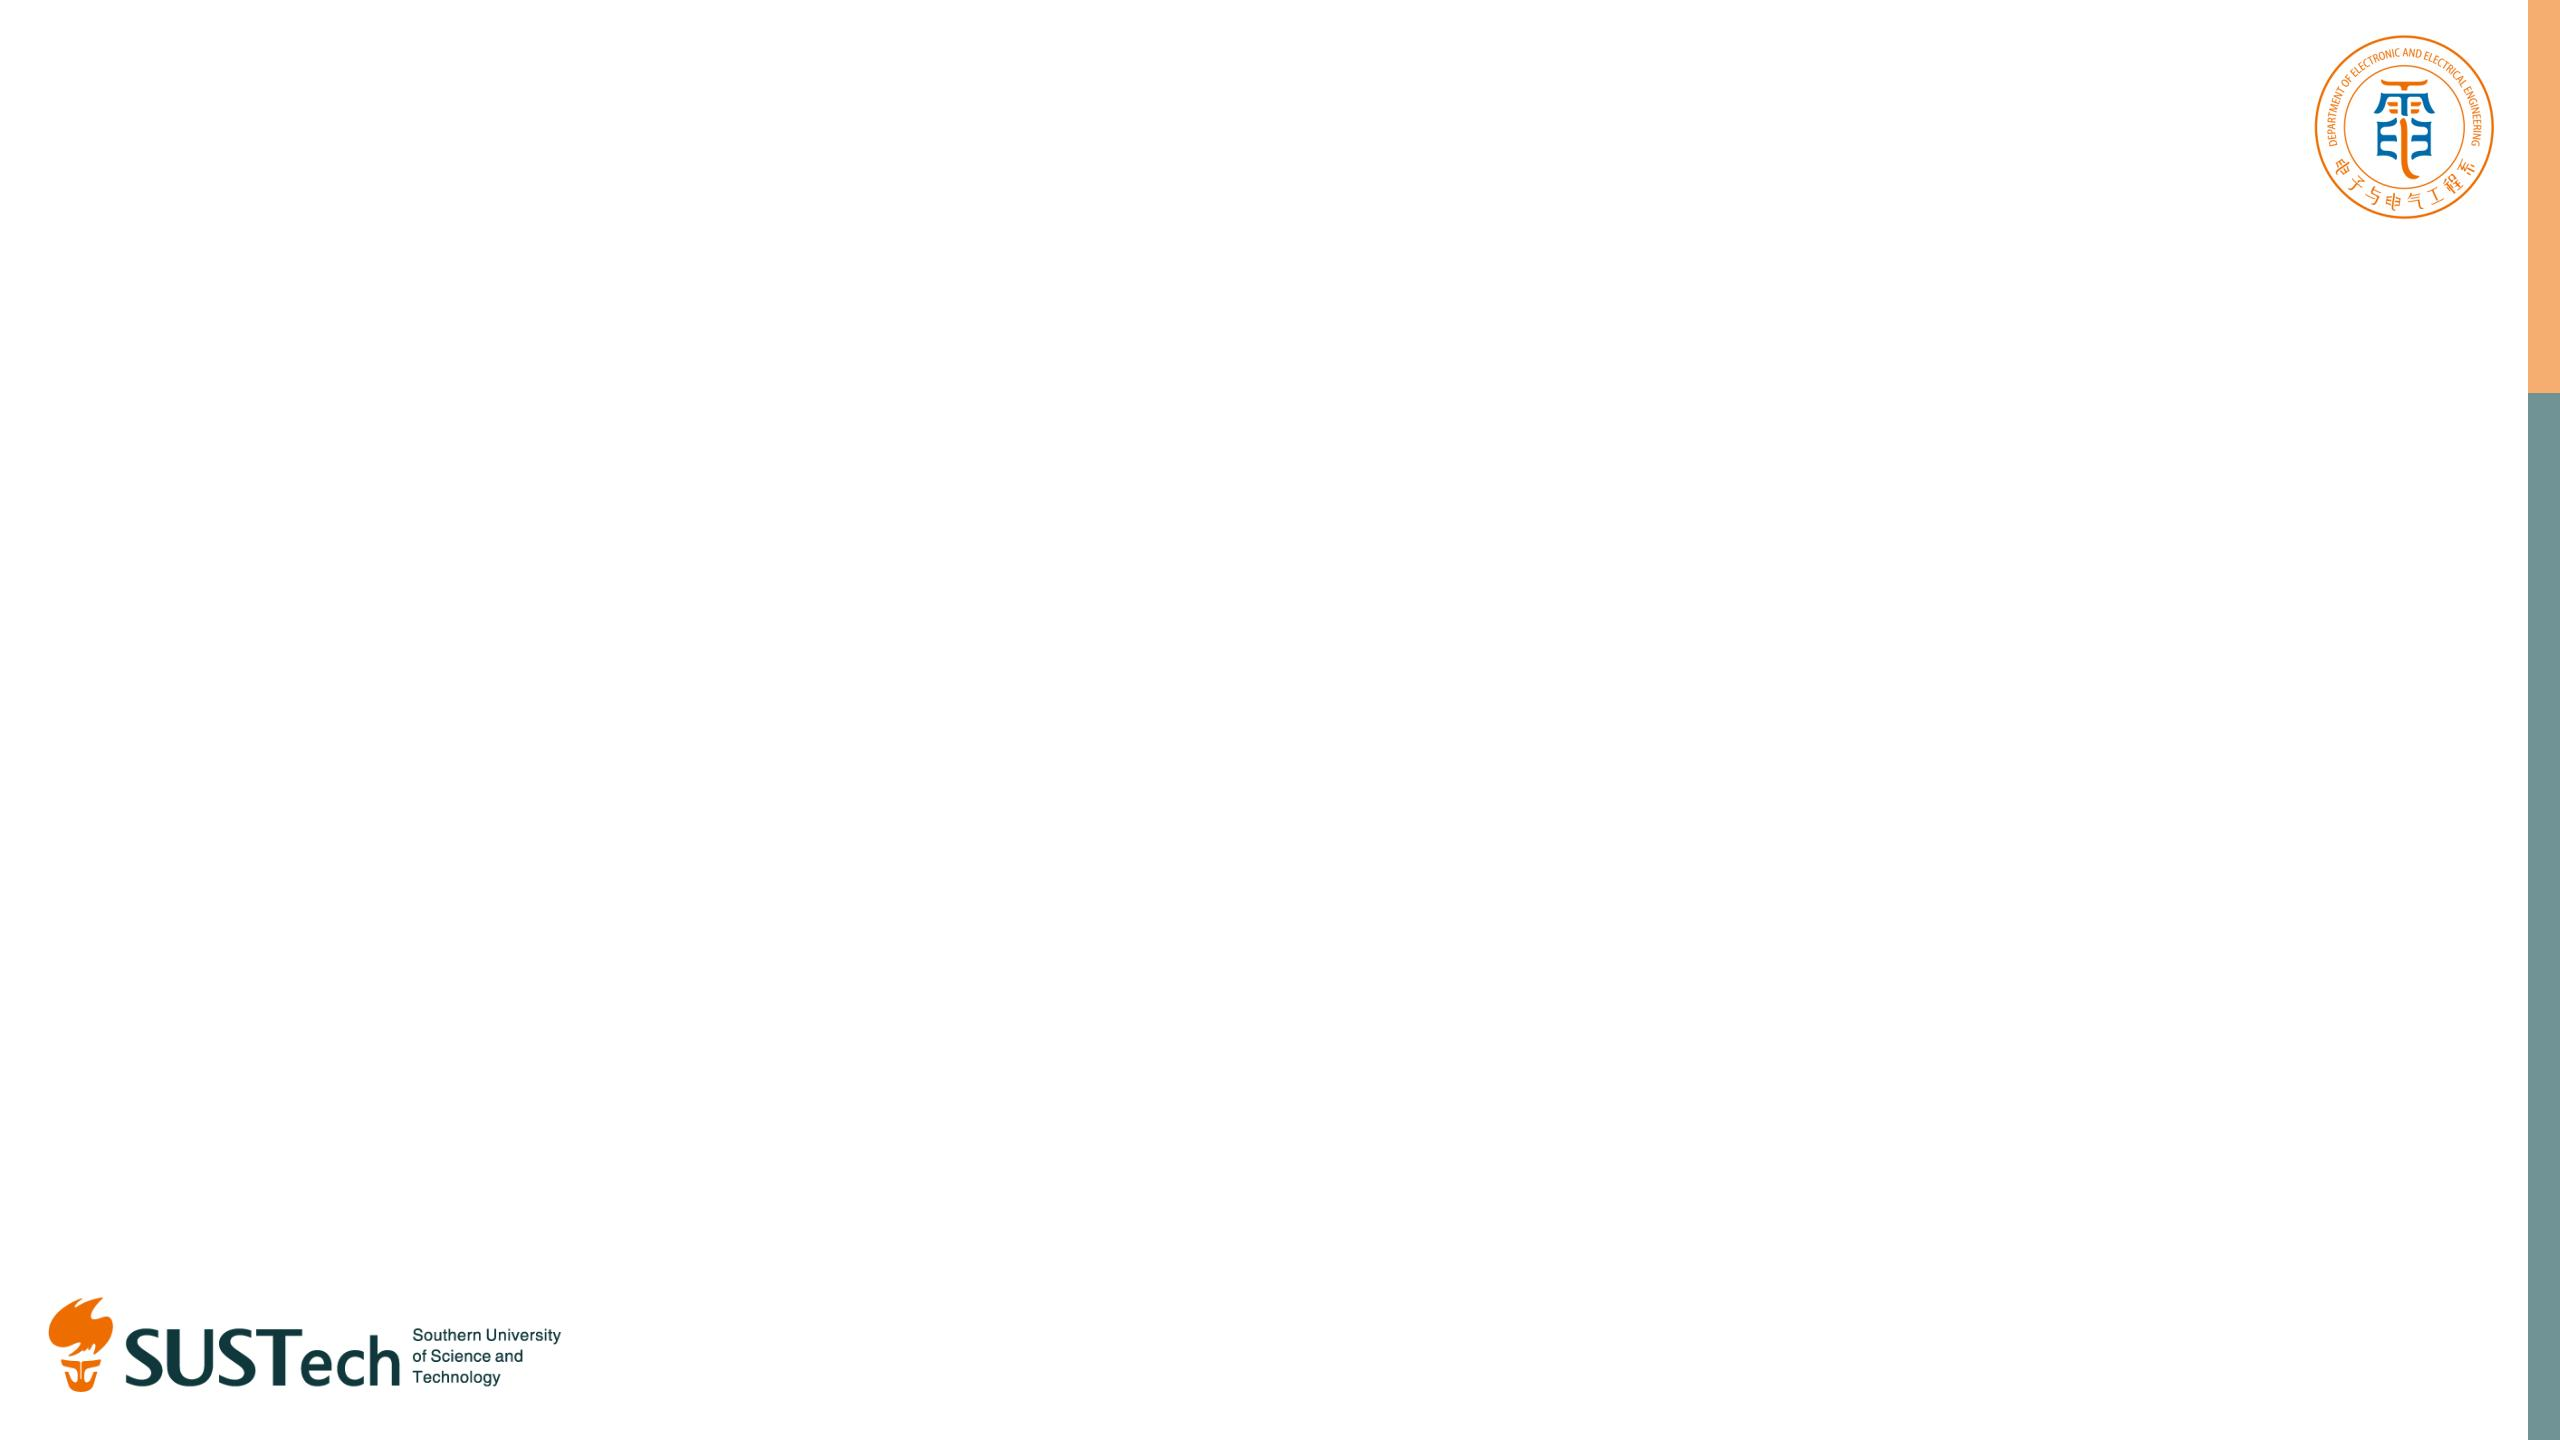 DEPARTMENT OF ELECTRONIC AND ELECTRICAL ENGINEERING
電
电子与电气工程系
SUSTech
Southern University
of Science and
Technology